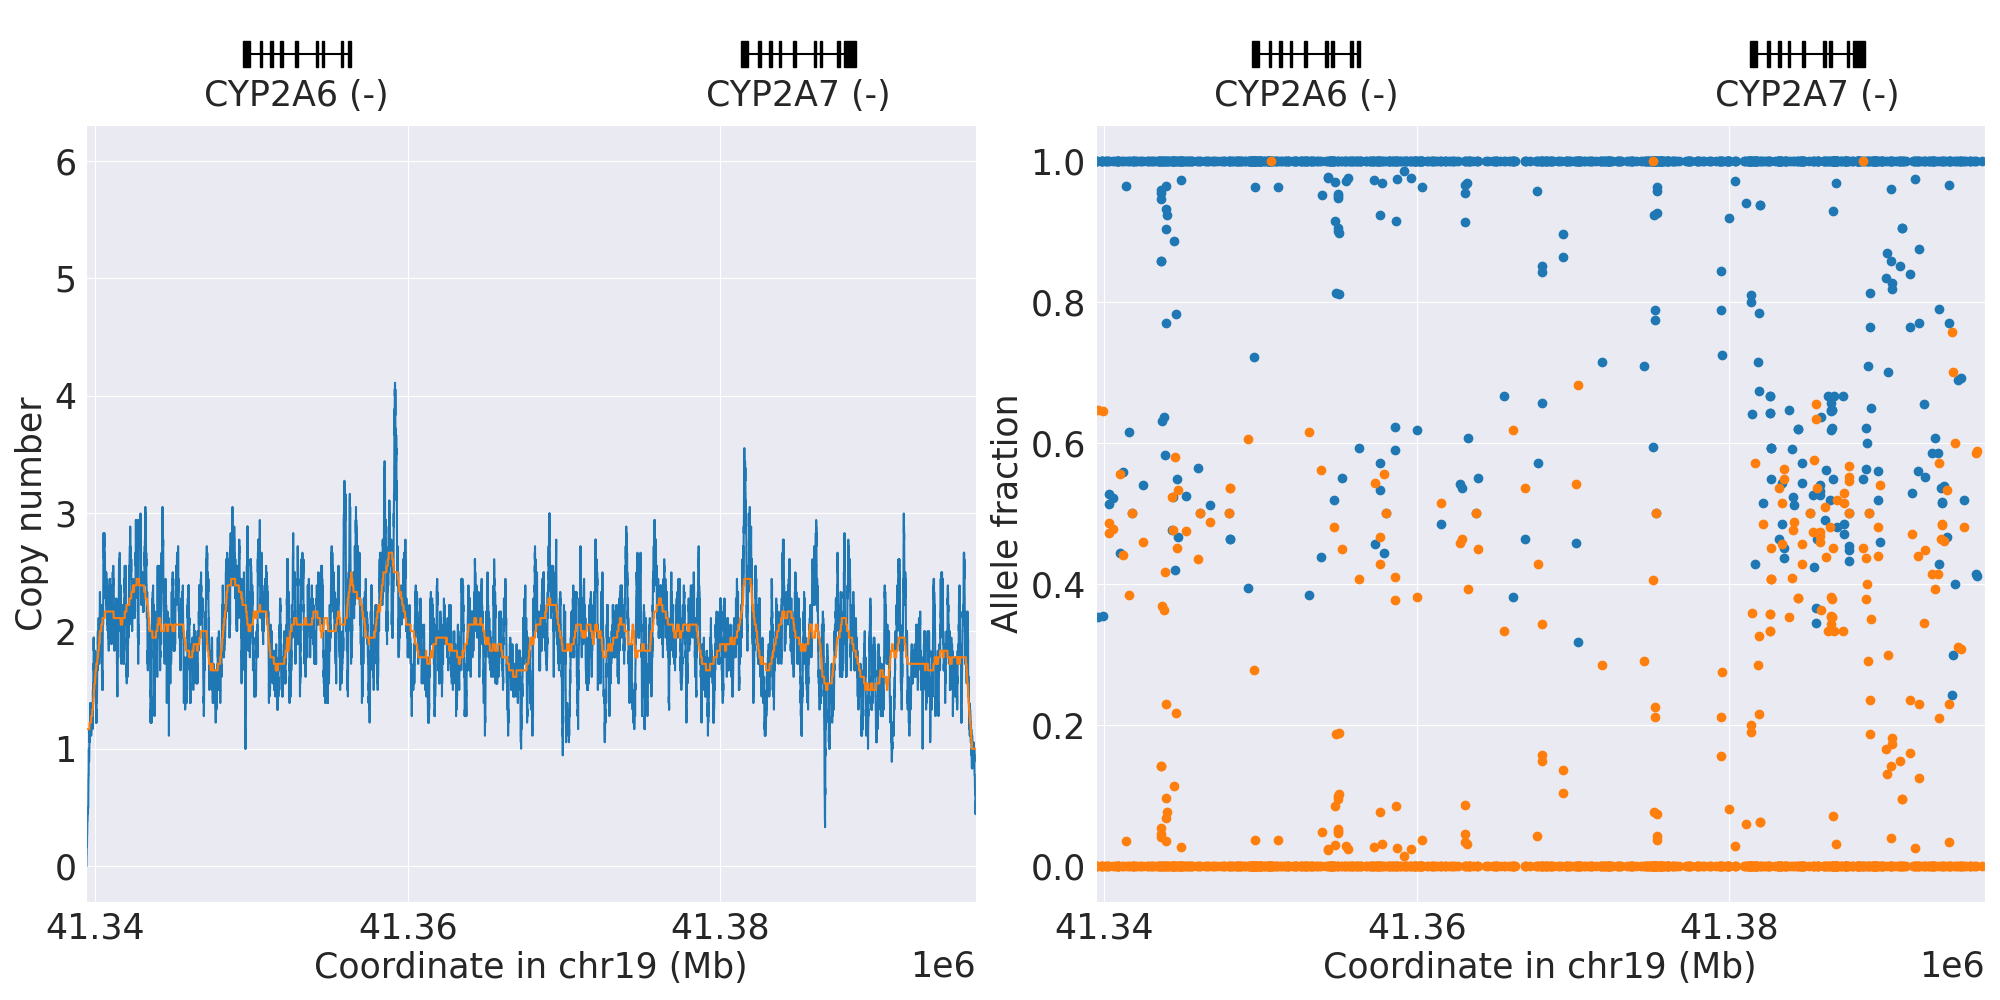 CYP2A6 (-)
CYP2A7 (-)
6
5
4
3
2
1
0
Copy number
41.34
41.36
41.38
Coordinate in chr19 (Mb)
1e6
CYP2A6 (-)
CYP2A7 (-)
1.0
0.8
0.6
0.4
0.2
0.0
Allele fraction
41.34
41.36
41.38
Coordinate in chr19 (Mb)
1e6